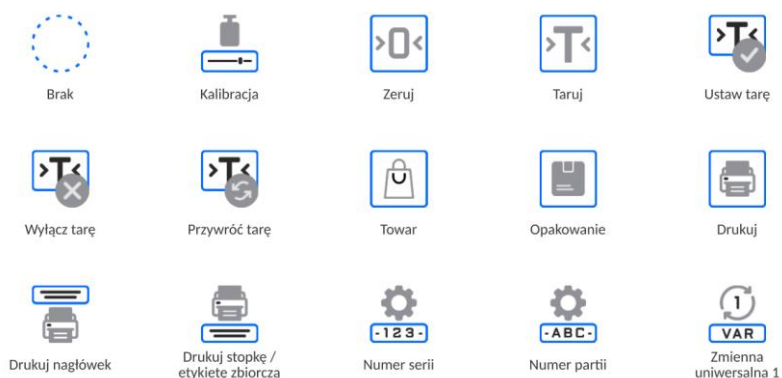 >0<
>T<
>T<
Brak
Kalibracja
Zeruj
Taruj
Ustaw tarę
>T<
>T<
Wyłącz tarę
Przywróć tarę
Towar
Opakowanie
Drukuj
-123-
-ABC-
1
VAR
Drukuj nagłówek
Drukuj stopkę /
etykietę zbiorczą
Numer serii
Numer partii
Zmienna
uniwersalna 1